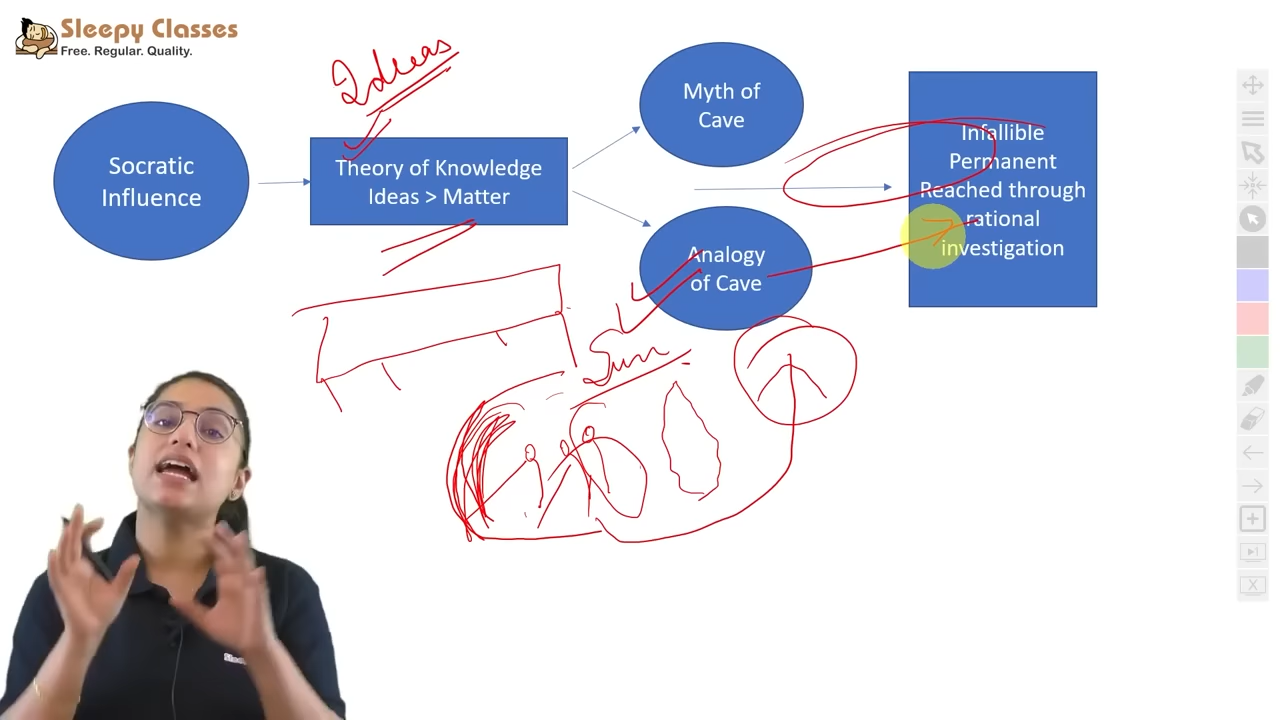 Sleepy Classes
Free. Regular. Quality.
Ideas
Socratic
Influence
Theory of Knowledge
Ideas > Matter
Myth of
Cave
Analogy
of Cave
Infallible
Permanent
Reached through
rational
investigation
Sun